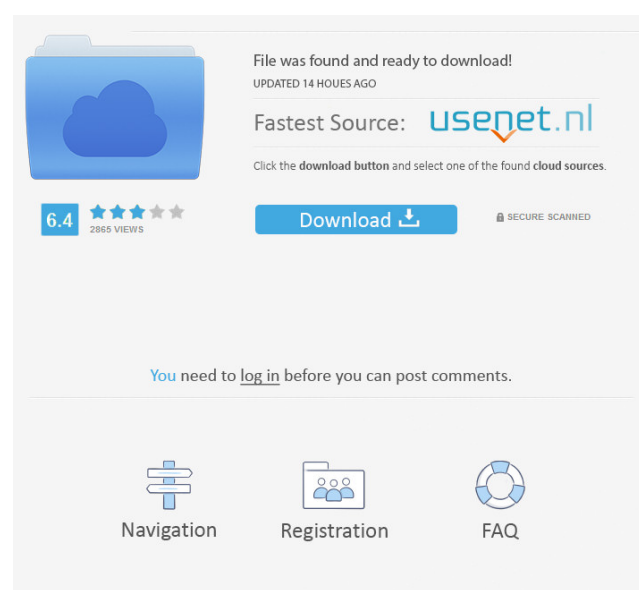 File was found and ready to download!
UPDATED 14 HOUES AGO
Fastest Source: usenet.nl
Click the download button and select one of the found cloud sources.
6.4
2865 VIEWS
Download
SECURE SCANNED
You need to log in before you can post comments.
Navigation
Registration
FAQ